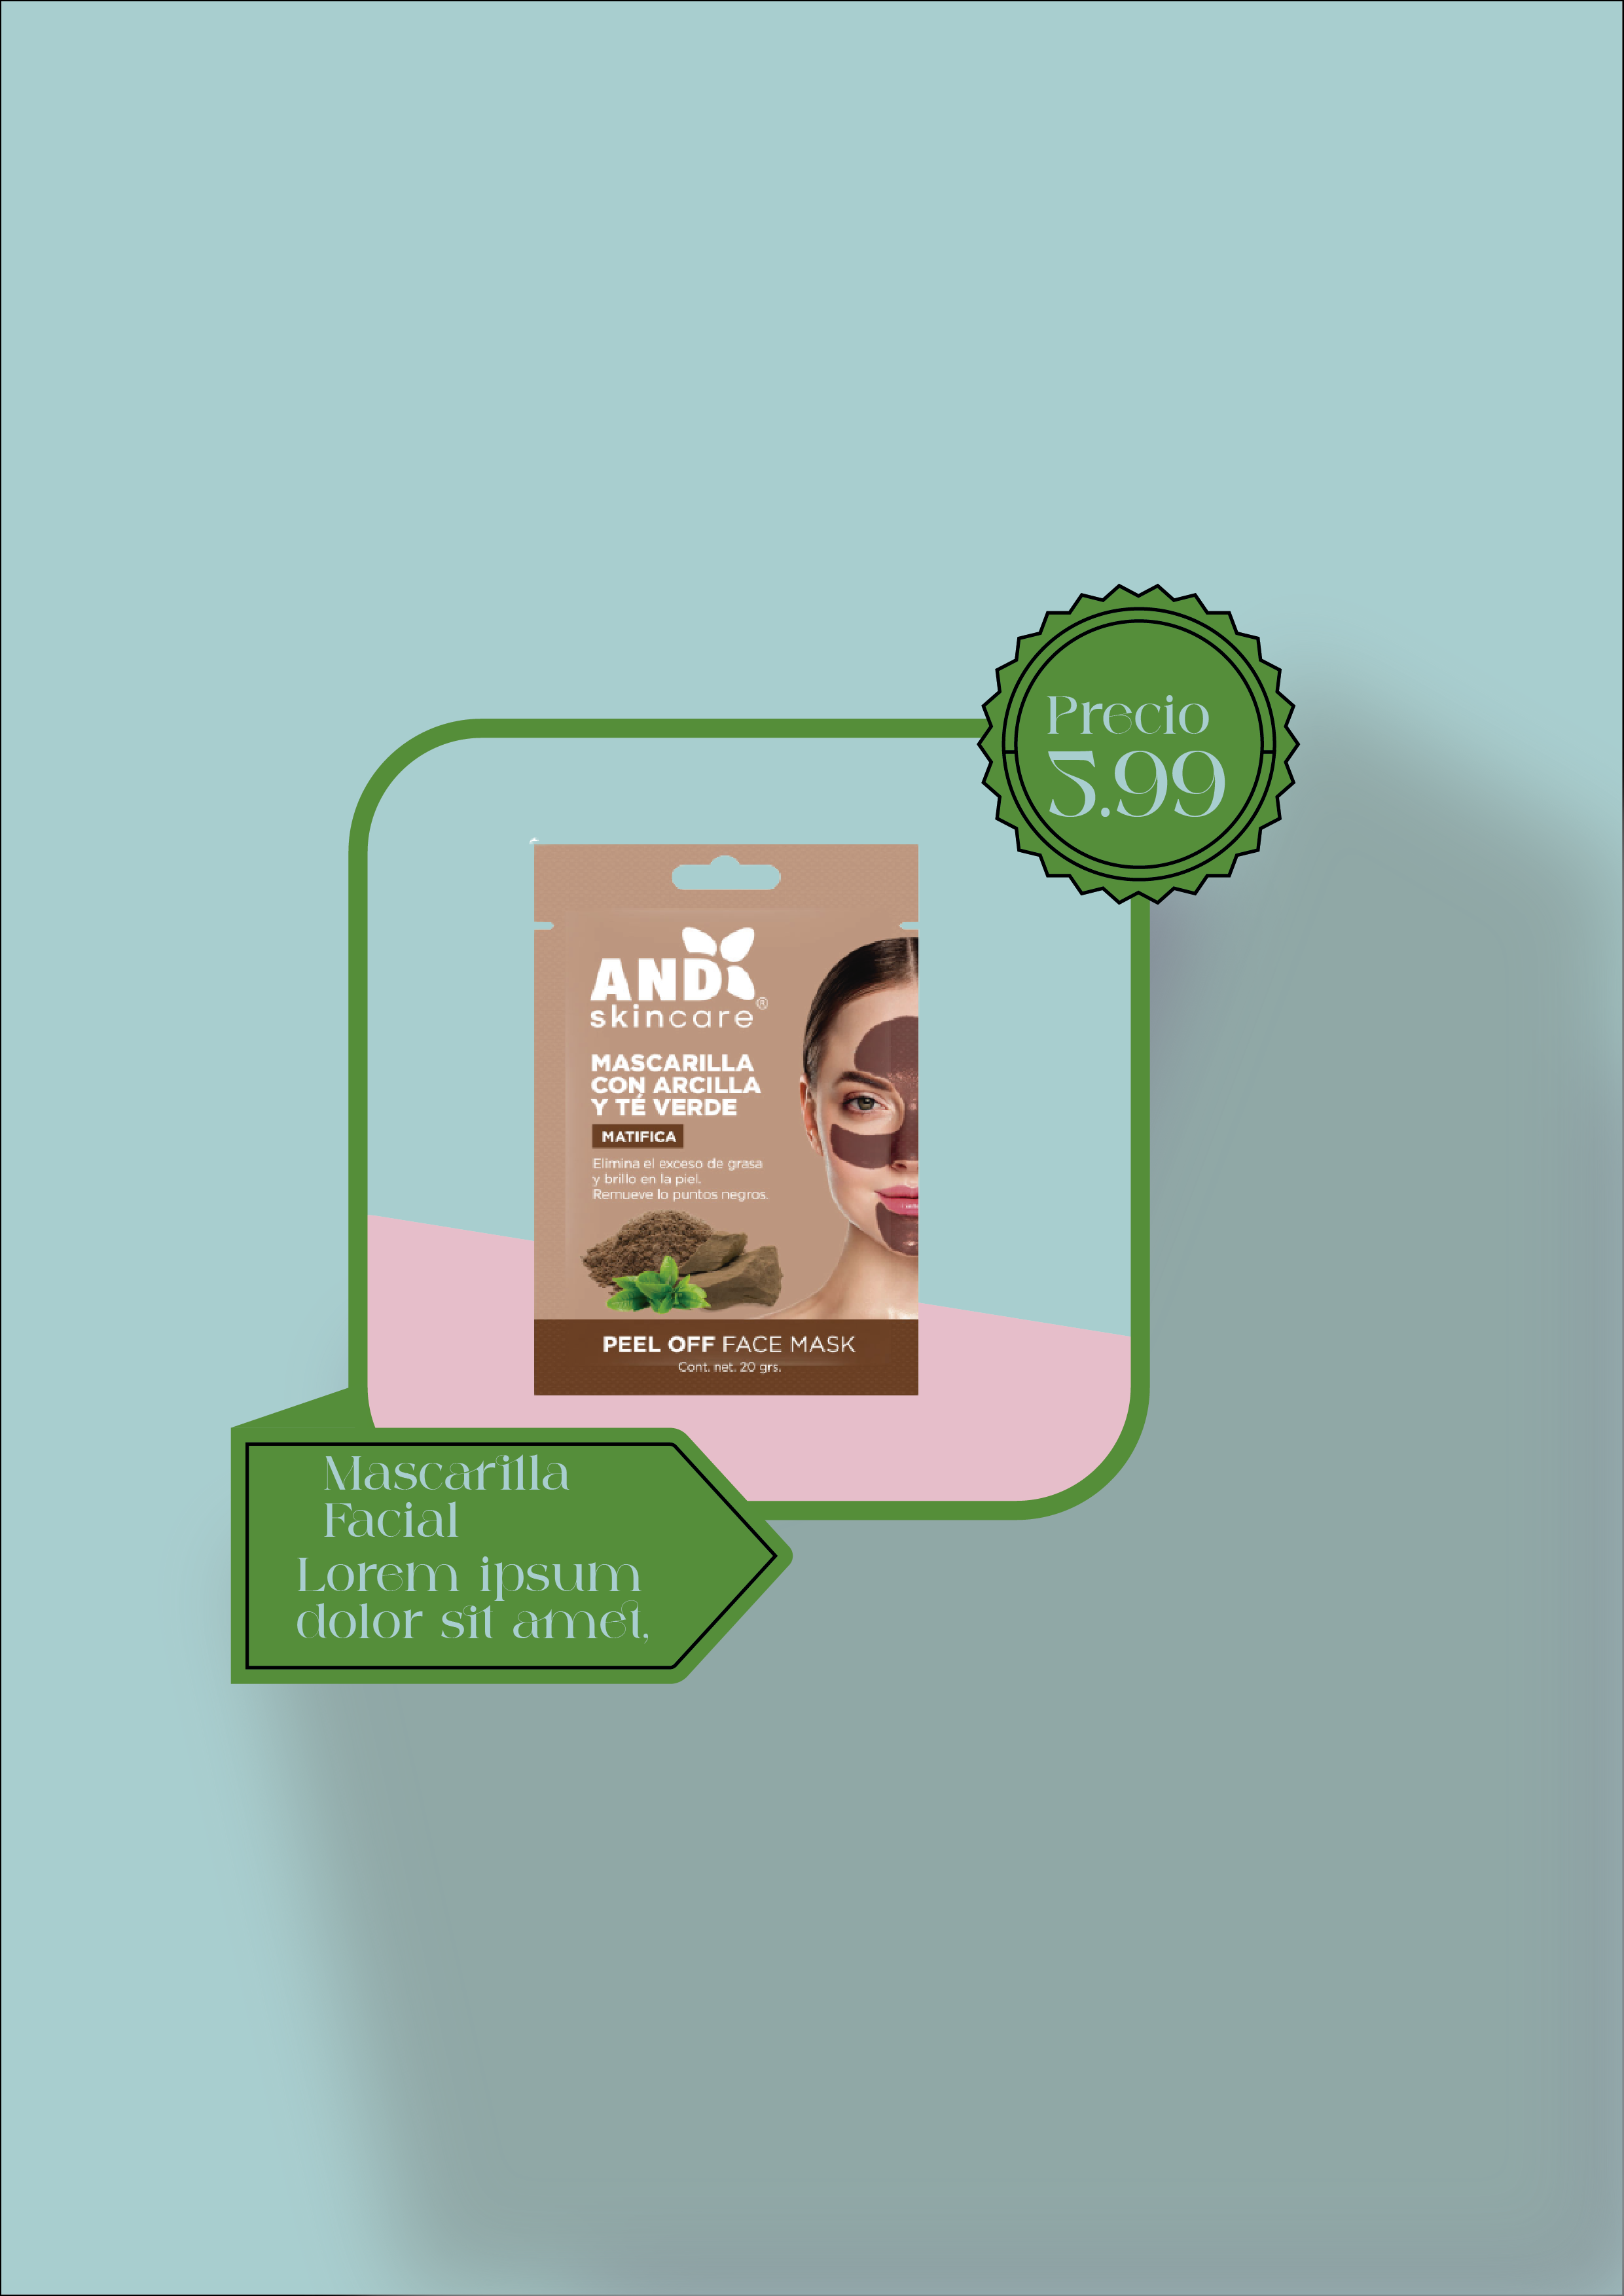 Precio
5.99
AND
skincare®
MASCARILLA
CON ARCILLA
Y TÉ VERDE
MATIFICA
Elimina el exceso de grasa
y brillo en la piel.
Remueve lo puntos negros.
PEEL OFF FACE MASK
Cont. net. 20 grs.
Mascarilla
Facial
Lorem ipsum
dolor sit amet,